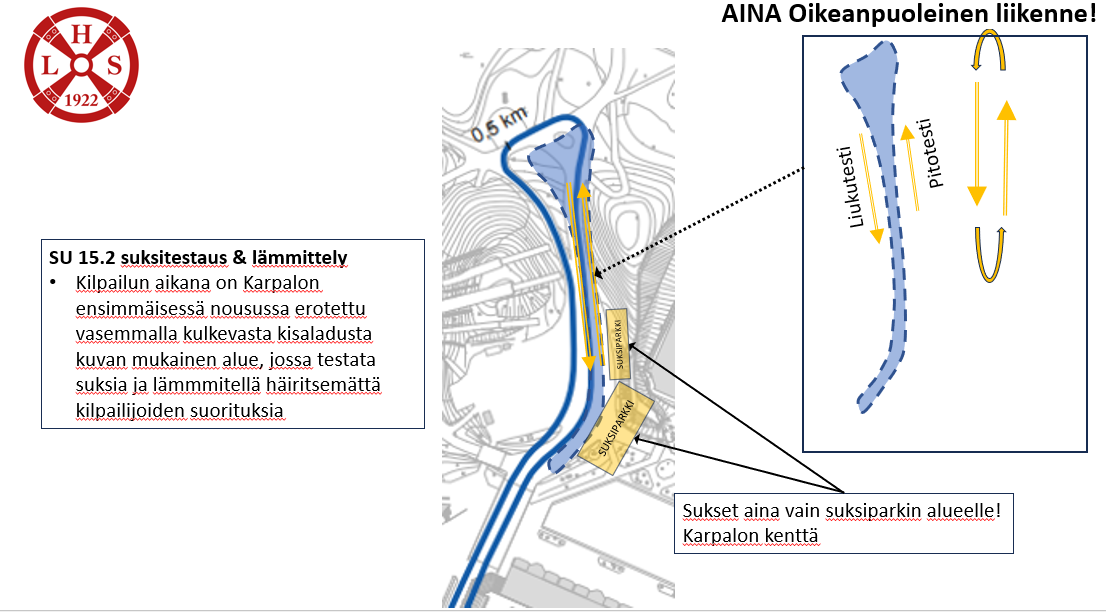 H
L S
1922
AINA Oikeanpuoleinen liikenne!
0,5 km
Liukutesti
Pitotesti
SU 15.2 suksitestaus & lämmittely
• Kilpailun aikana on Karpalon
ensimmäisessä nousussa erotettu
vasemmalla kulkevasta kisaladusta
kuvan mukainen alue, jossa testata
suksia ja lämmmitellä häiritsemättä
kilpailijoiden suorituksia
SUKSIPARKKI
SUKSIPARKKI
Sukset aina vain suksiparkin alueelle!
Karpalon kenttä